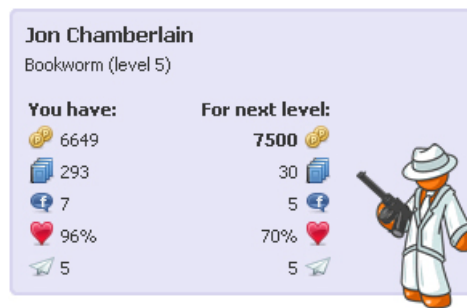 Jon Chamberlain
Bookworm (level 5)
You have: For next level:
6649 7500
293 30
7 5
96% 70%
5 5